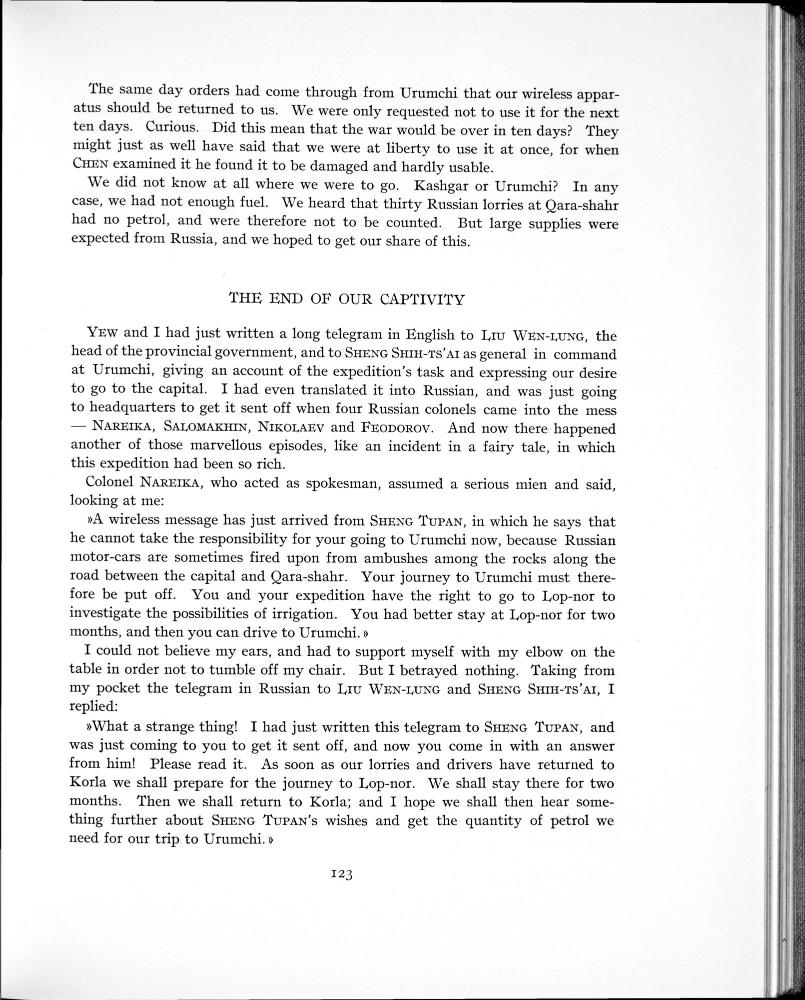 The same day orders had come through from Urumchi that our wireless appar-
atus should be returned to us. We were only requested not to use it for the next
ten days. Curious. Did this mean that the war would be over in ten days? They
might just as well have said that we were at liberty to use it at once, for when
CHEN examined it he found it to be damaged and hardly usable.
We did not know at all where we were to go. Kashgar or Urumchi? In any
case, we had not enough fuel. We heard that thirty Russian lorries at Qara-shahr
had no petrol, and were therefore not to be counted. But large supplies were
expected from Russia, and we hoped to get our share of this.
THE END OF OUR CAPTIVITY
YEW and I had just written a long telegram in English to LIU WEN-LUNG, the
head of the provincial government, and to SHENG SHIH-TS'AI as general in command
at Urumchi, giving an account of the expedition's task and expressing our desire
to go to the capital. I had even translated it into Russian, and was just going
to headquarters to get it sent off when four Russian colonels came into the mess
— NAREIKA, SALOMAKHIN, NIKOLAEV and FEODOROV. And now there happened
another of those marvellous episodes, like an incident in a fairy tale, in which
this expedition had been so rich.
Colonel NAREIKA, who acted as spokesman, assumed a serious mien and said,
looking at me:
»A wireless message has just arrived from SHENG TUPAN, in which he says that
he cannot take the responsibility for your going to Urumchi now, because Russian
motor-cars are sometimes fired upon from ambushes among the rocks along the
road between the capital and Qara-shahr. Your journey to Urumchi must there-
fore be put off. You and your expedition have the right to go to Lop-nor to
investigate the possibilities of irrigation. You had better stay at Lop-nor for two
months, and then you can drive to Urumchi.»
I could not believe my ears, and had to support myself with my elbow on the
table in order not to tumble off my chair. But I betrayed nothing. Taking from
my pocket the telegram in Russian to LIU WEN-LUNG and SHENG SHIH-TS'AI, I
replied:
»What a strange thing! I had just written this telegram to SHENG TUPAN, and
was just coming to you to get it sent off, and now you come in with an answer
from him! Please read it. As soon as our lorries and drivers have returned to
Korla we shall prepare for the journey to Lop-nor. We shall stay there for two
months. Then we shall return to Korla; and I hope we shall then hear some-
thing further about SHENG TUPAN's wishes and get the quantity of petrol we
need for our trip to Urumchi.»
123